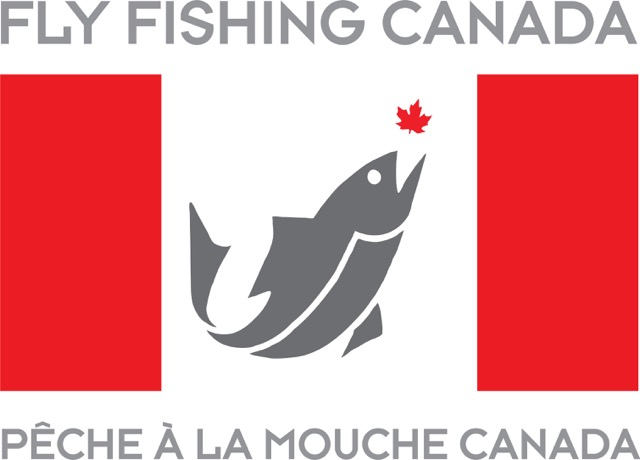 FLY FISHING CANADA
PÊCHE À LA MOUCHE CANADA